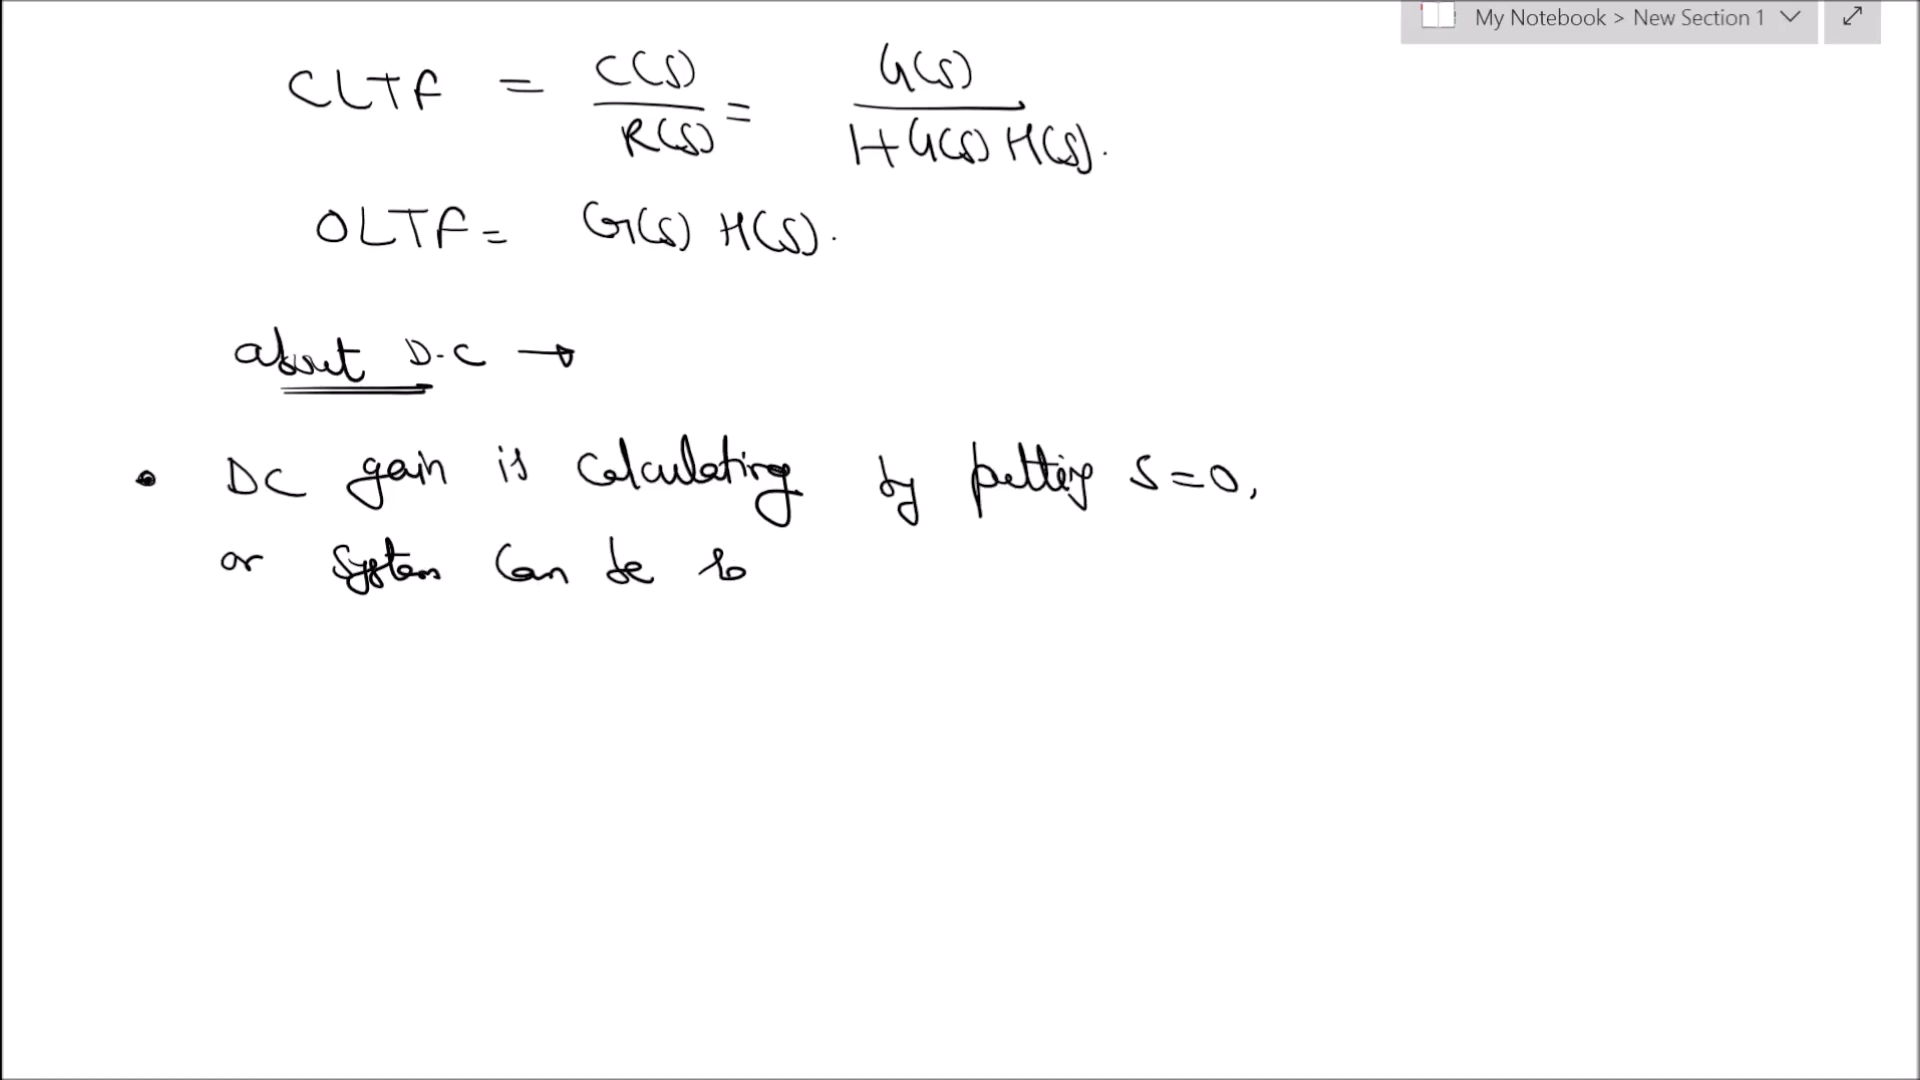 My Notebook > New Section 1
CLTF = C(S)/R(S) = G(S)/1+G(S) H(S).
OLTF = G(S) H(S).
about D.C →
• DC gain is calculating by putting S=0,
or system can be so